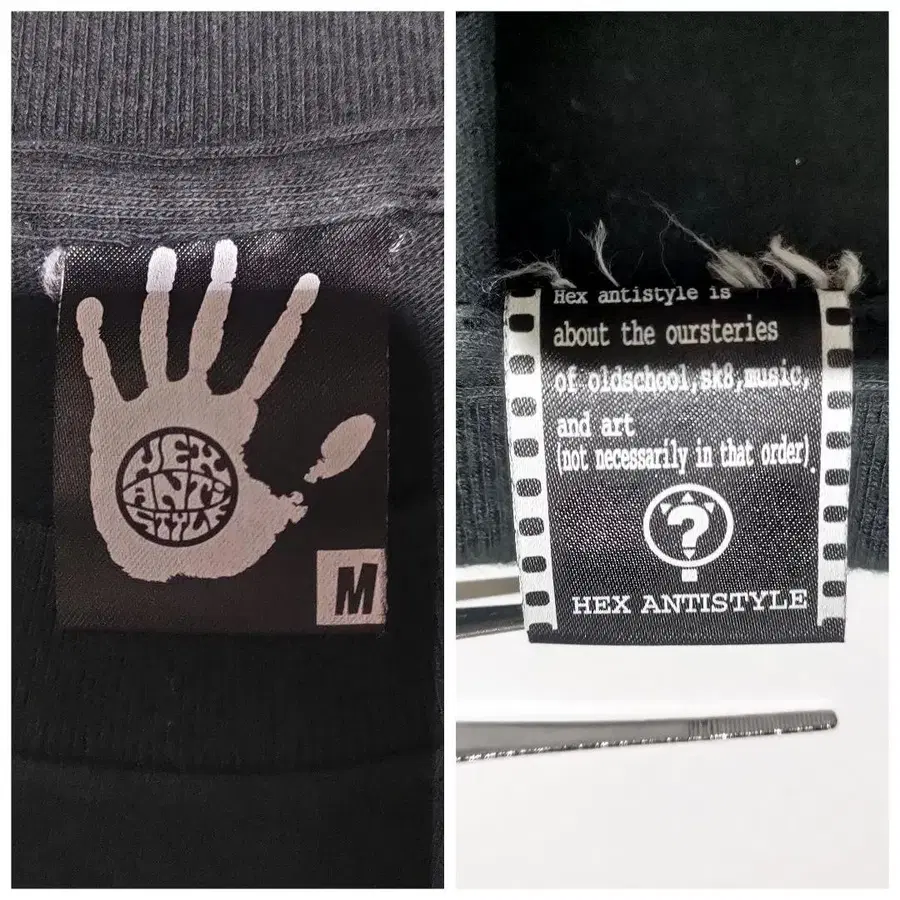 HEX
ANTI
STYLE
M
Hex antistyle is
about the oursteries
of oldschool,sk8,music,
and art
(not necessarily in that order).
?
HEX ANTISTYLE